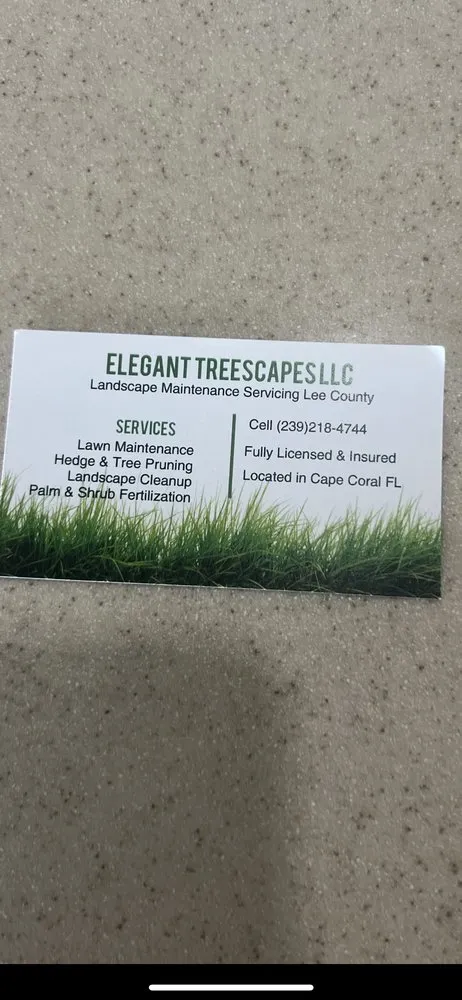 ELEGANT TREESCAPES LLC
Landscape Maintenance Servicing Lee County
SERVICES
Lawn Maintenance
Hedge & Tree Pruning
Landscape Cleanup
Palm & Shrub Fertilization
Cell (239)218-4744
Fully Licensed & Insured
Located in Cape Coral FL